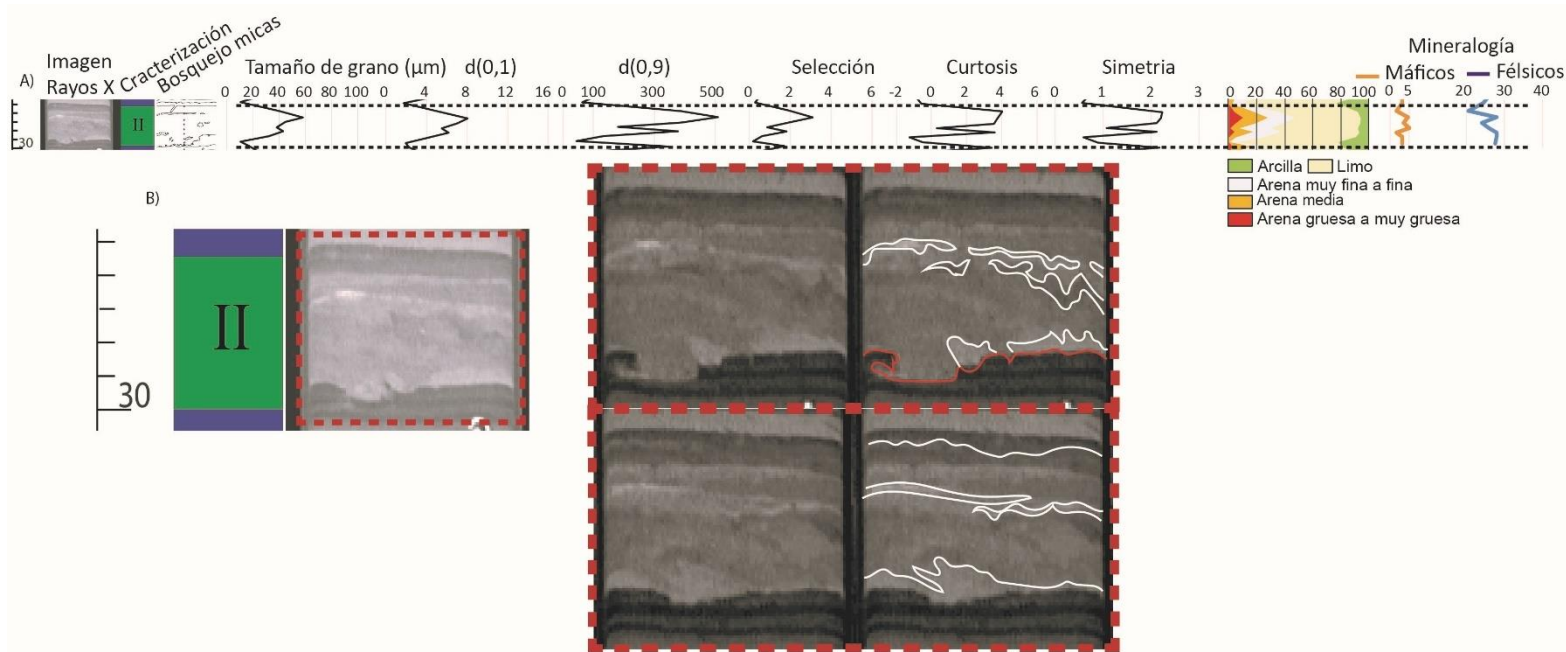 A)
Imagen
Rayos X
Cracterización
Bosquejo micas
Tamaño de grano (µm)
d(0,1)
d(0,9)
Selección
Curtosis
Simetria
Mineralogía
Máficos
Félsicos
0 20 40 60 80 100
0 4 8 12 16
0 100 300 500
0 2 4 6
-2 0 2 4 6
0 1 2 3
0 20 40 60 80 100
0 5
20 30 40
II
30
Arcilla
Limo
Arena muy fina a fina
Arena media
Arena gruesa a muy gruesa
B)
II
30